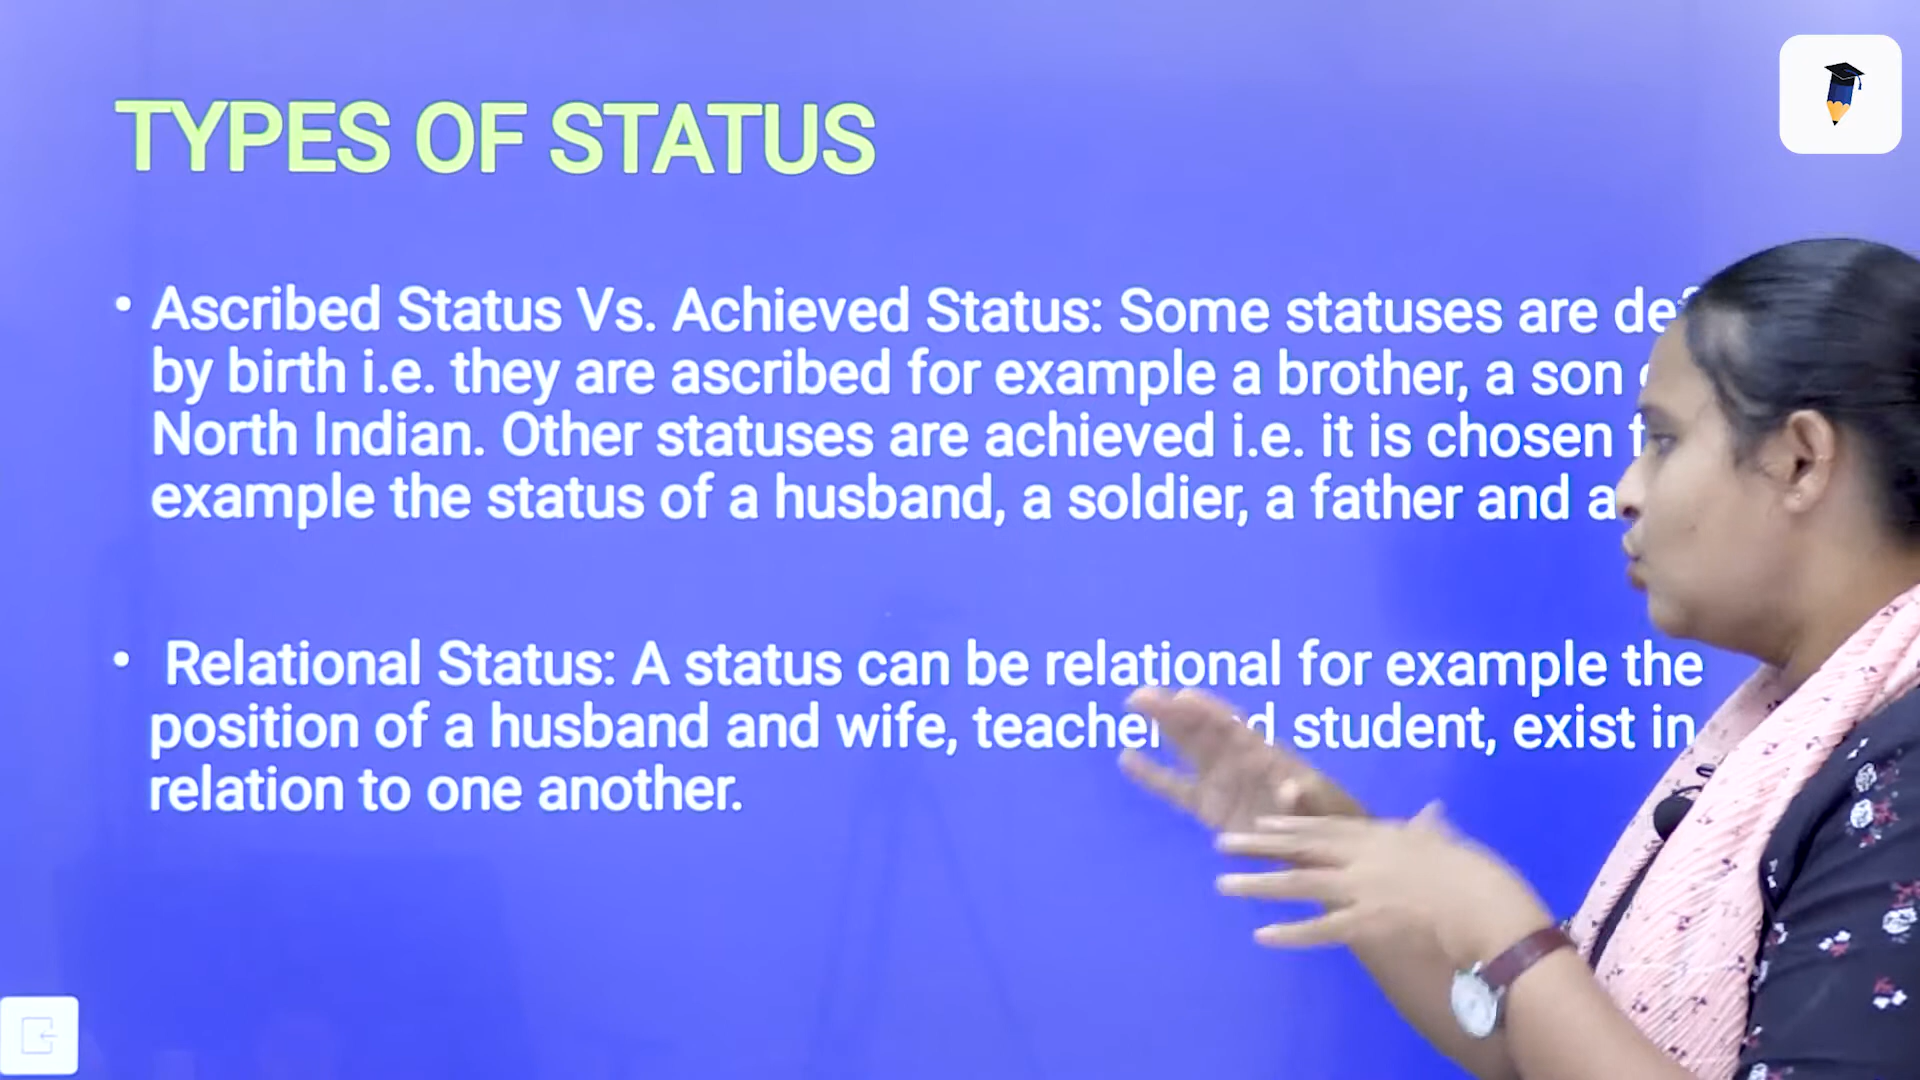 TYPES OF STATUS
• Ascribed Status Vs. Achieved Status: Some statuses are
by birth i.e. they are ascribed for example a brother, a son
North Indian. Other statuses are achieved i.e. it is chosen
example the status of a husband, a soldier, a father and a
• Relational Status: A status can be relational for example the
position of a husband and wife, student, exist in
relation to one another.